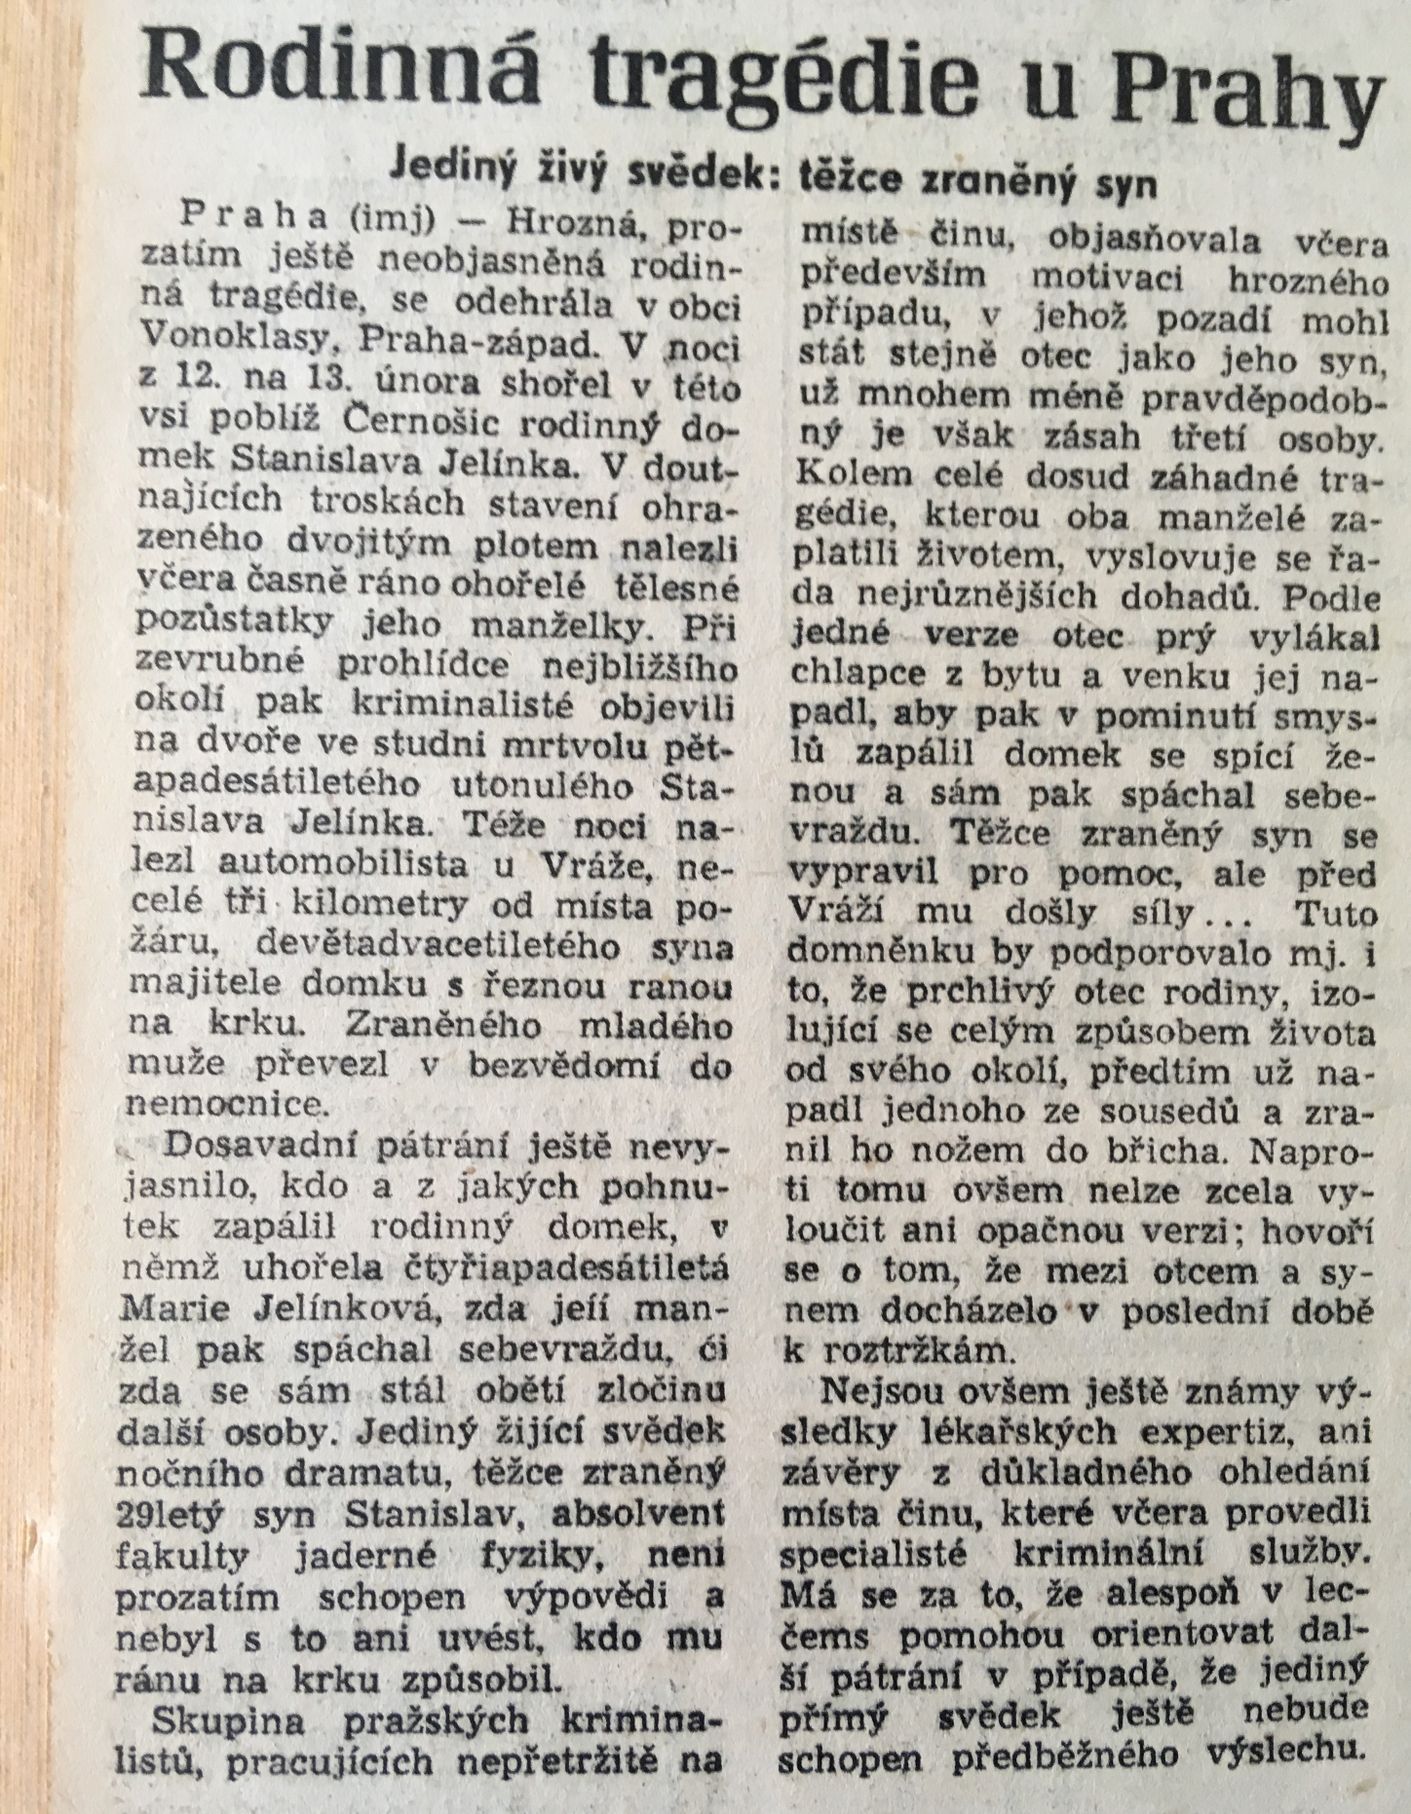 Rodinná tragédie u Prahy
Jediný živý svědek: těžce zraněný syn
Praha (imj) — Hrozná, pro-
zatím ještě neobjasněná rodin-
ná tragédie, se odehrála v obci
Vonoklasy, Praha-západ. V noci
z 12. na 13. února shořel v této
vsi poblíž Černošic rodinný do-
mek Stanislava Jelínka. V dout-
najících troskách stavení ohra-
zeného dvojitým plotem nalezli
včera časně ráno ohořelé tělesné
pozůstatky jeho manželky. Při
zevrubné prohlídce nejbližšího
okolí pak kriminalisté objevili
na dvoře ve studni mrtvolu pět-
apadesátiletého utonulého Sta-
nislava Jelínka. Téže noci na-
lezl automobilista u Vráže, ne-
celé tři kilometry od místa po-
žáru, devětadvacetiletého syna
majitele domku s řeznou ranou
na krku. Zraněného mladého
muže převezl v bezvědomí do
nemocnice.
Dosavadní pátrání ještě nevy-
jasnilo, kdo a z jakých pohnu-
tek zapálil rodinný domek, v
němž uhořela čtyřiapadesátiletá
Marie Jelínková, zda jeíí man-
žel pak spáchal sebevraždu, či
zda se sám stál obětí zločinu
další osoby. Jediný žijící svědek
nočního dramatu, těžce zraněný
29letý syn Stanislav, absolvent
fakulty jaderné fyziky, není
prozatím schopen výpovědi a
nebyl s to ani uvést, kdo mu
ránu na krku způsobil.
Skupina pražských krimina-
listů, pracujících nepřetržitě na
místě činu, objasňovala včera
především motivaci hrozného
případu, v jehož pozadí mohl
stát stejně otec jako jeho syn,
už mnohem méně pravděpodob-
ný je však zásah třetí osoby.
Kolem celé dosud záhadné tra-
gédie, kterou oba manželé za-
platili životem, vyslovuje se řa-
da nejrůznějších dohadů. Podle
jedné verze otec prý vylákal
chlapce z bytu a venku jej na-
padl, aby pak v pominutí smys-
lů zapálil domek se spící že-
nou a sám pak spáchal sebe-
vraždu. Těžce zraněný syn se
vypravil pro pomoc, ale před
Vráží mu došly síly... Tuto
domněnku by podporovalo mj. i
to, že prchlivý otec rodiny, izo-
lující se celým způsobem života
od svého okolí, předtím už na-
padl jednoho ze sousedů a zra-
nil ho nožem do břicha. Napro-
ti tomu ovšem nelze zcela vy-
loučit ani opačnou verzi; hovoří
se o tom, že mezi otcem a sy-
nem docházelo v poslední době
k roztržkám.
Nejsou ovšem ještě známy vý-
sledky lékařských expertiz, ani
závěry z důkladného ohledání
místa činu, které včera provedli
specialisté kriminální služby.
Má se za to, že alespoň v lec-
čems pomohou orientovat dal-
ší pátrání v případě, že jediný
přímý svědek ještě nebude
schopen předběžného výslechu.